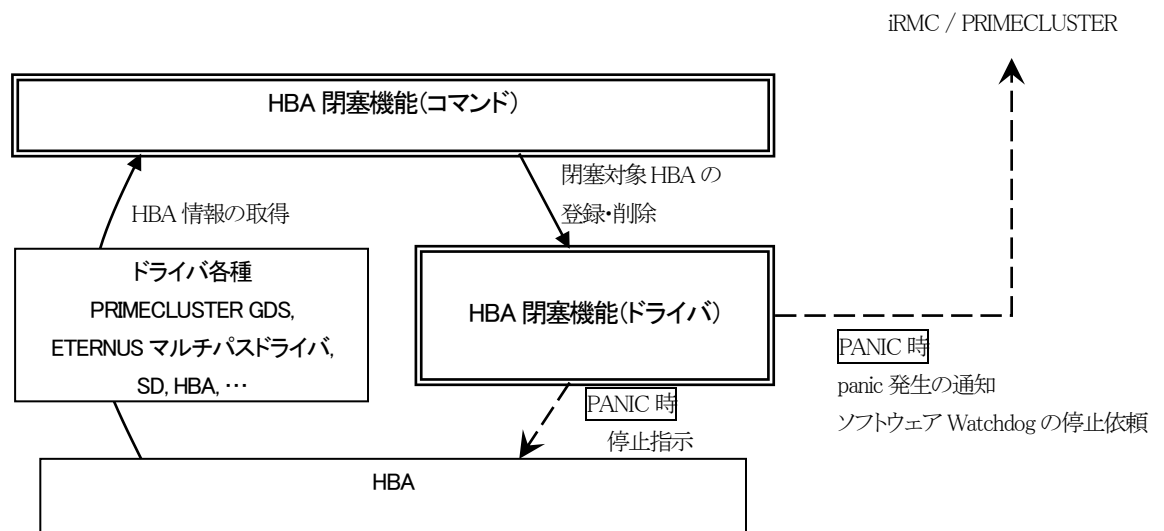 iRMC / PRIMECLUSTER
HBA 閉塞機能(コマンド)
閉塞対象 HBA の
登録・削除
HBA 情報の取得
ドライバ各種
PRIMECLUSTER GDS,
ETERNUS マルチパスドライバ,
SD, HBA, …
HBA 閉塞機能(ドライバ)
PANIC 時
panic 発生の通知
ソフトウェア Watchdog の停止依頼
PANIC 時
停止指示
HBA